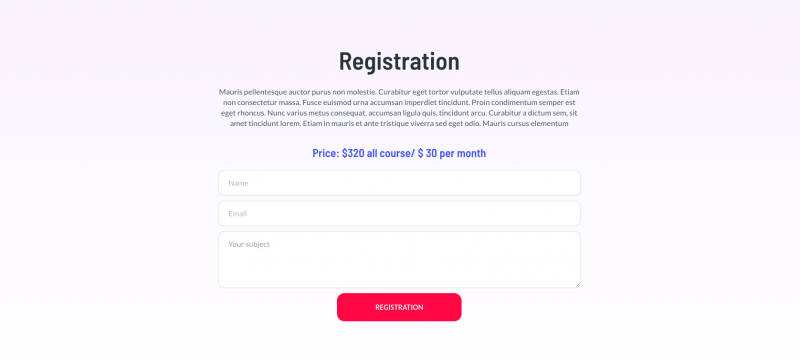 Registration
Mauris pellentesque auctor purus non molestie. Curabitur eget tortor vulputate tellus aliquam egestas. Etiam
non consectetur massa. Fusce euismod urna accumsan imperdiet tincidunt. Proin condimentum semper est
eget rhoncus. Nunc varius metus consequat, accumsan ligula quis, tincidunt arcu. Curabitur a dictum sem, sit
amet tincidunt lorem. Etiam in mauris et ante tristique viverra sed eget odio. Mauris cursus elementum
Price: $320 all course/ $ 30 per month
Name
Email
Your subject
REGISTRATION